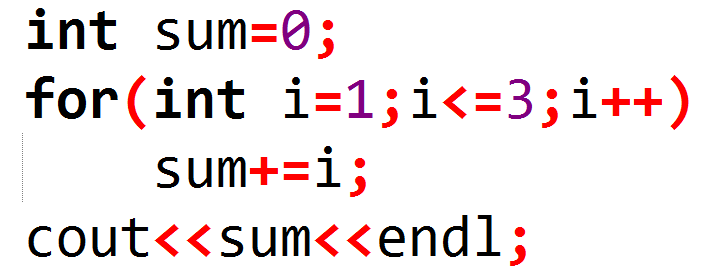 int sum=0;
for(int i=1;i<=3;i++)
    sum+=i;
cout<<sum<<endl;